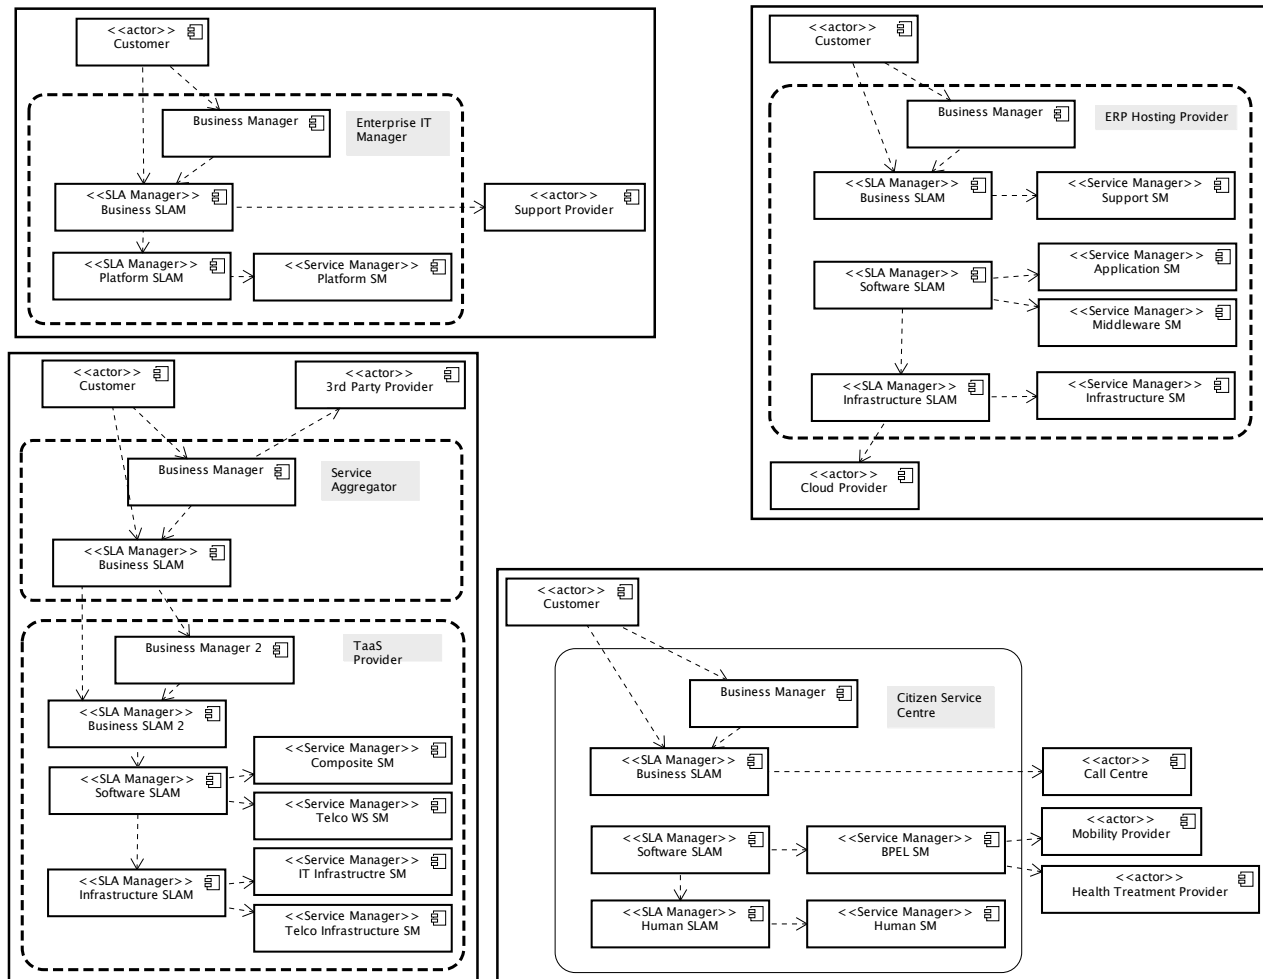 <<actor>>
Customer
Business Manager
Enterprise IT
Manager
<<SLA Manager>>
Business SLAM
<<actor>>
Support Provider
<<SLA Manager>>
Platform SLAM
<<Service Manager>>
Platform SM
<<actor>>
Customer
Business Manager
ERP Hosting Provider
<<SLA Manager>>
Business SLAM
<<Service Manager>>
Support SM
<<SLA Manager>>
Software SLAM
<<Service Manager>>
Application SM
<<Service Manager>>
Middleware SM
<<SLA Manager>>
Infrastructure SLAM
<<Service Manager>>
Infrastructure SM
<<actor>>
Cloud Provider
<<actor>>
Customer
<<actor>>
3rd Party Provider
Business Manager
Service
Aggregator
<<SLA Manager>>
Business SLAM
Business Manager 2
TaaS
Provider
<<SLA Manager>>
Business SLAM 2
<<SLA Manager>>
Software SLAM
<<Service Manager>>
Composite SM
<<Service Manager>>
Telco WS SM
<<SLA Manager>>
Infrastructure SLAM
<<Service Manager>>
IT Infrastructre SM
<<Service Manager>>
Telco Infrastructure SM
<<actor>>
Customer
Business Manager
Citizen Service
Centre
<<SLA Manager>>
Business SLAM
<<actor>>
Call Centre
<<SLA Manager>>
Software SLAM
<<Service Manager>>
BPEL SM
<<actor>>
Mobility Provider
<<actor>>
Health Treatment Provider
<<SLA Manager>>
Human SLAM
<<Service Manager>>
Human SM